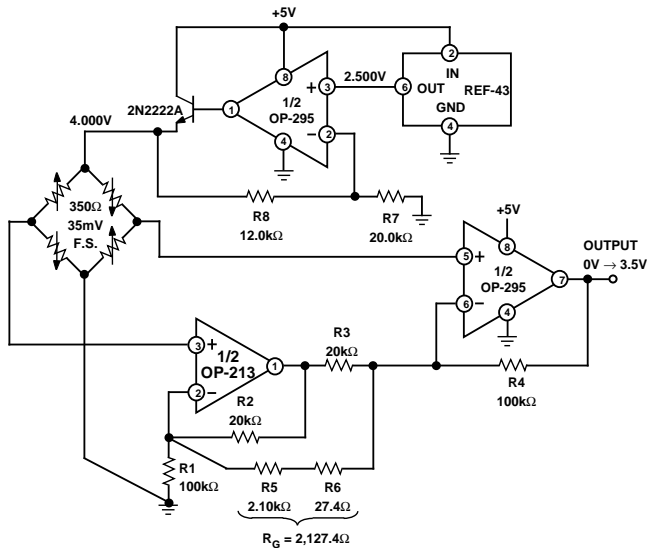 +5V
2
IN
8
3
2.500V
6
OUT
REF-43
+
1/2
OP-295
1
2N2222A
GND
4
−
2
4
4.000V
350Ω
35mV
F.S.
R8
12.0kΩ
R7
20.0kΩ
+5V
8
OUTPUT
0V → 3.5V
5
+
1/2
OP-295
7
6
−
4
3
+
1/2
OP-213
1
2
−
R3
20kΩ
R4
100kΩ
R2
20kΩ
R1
100kΩ
R5
2.10kΩ
R6
27.4Ω
RG = 2,127.4Ω